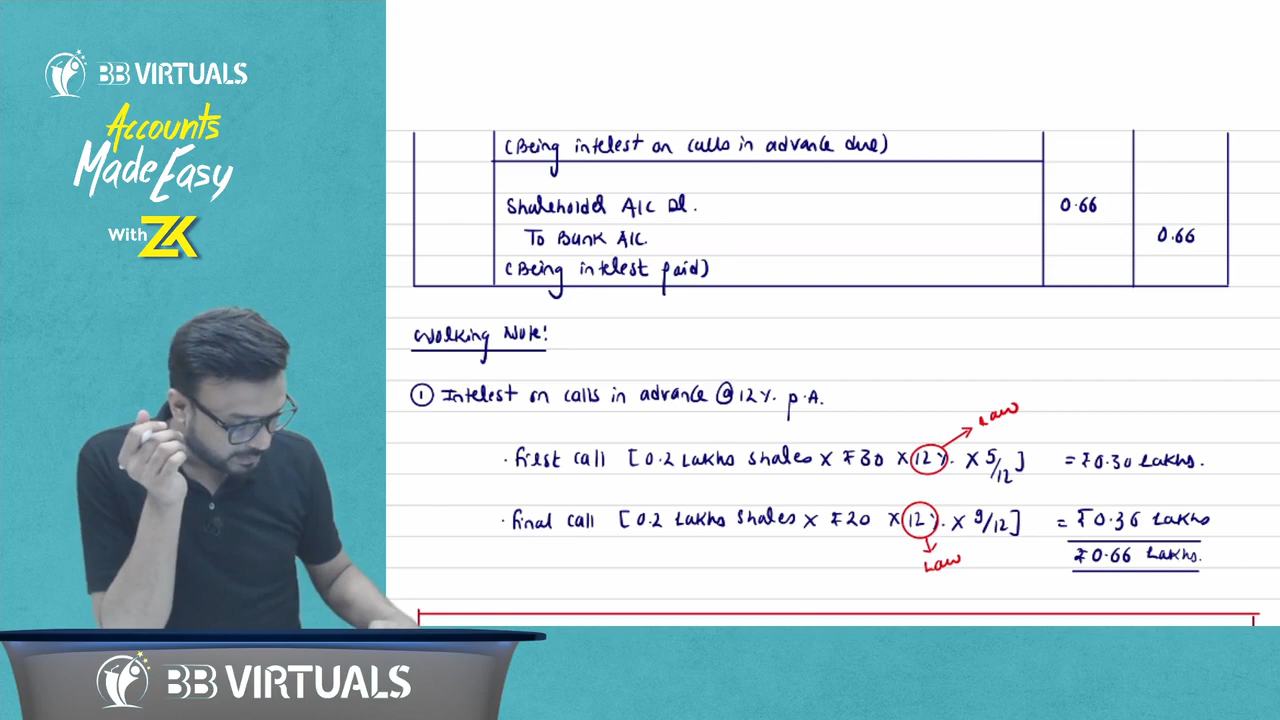 BB VIRTUALS
Accounts
Made Easy
With ZK
(Being interest on calls in advance due)
Shareholder A/C Dr. 0.66
To Bank A/C. 0.66
(Being interest paid)
Working Note:
① Interest on calls in advance @ 12% p.A.
Law
· first call [0.2 Lakhs shares × ₹30 × 12%. × 5/12] = ₹0.30 Lakhs.
· final call [0.2 Lakhs shares × ₹20 × 12%. × 9/12] = ₹0.36 Lakhs
₹0.66 Lakhs.
Law
BB VIRTUALS